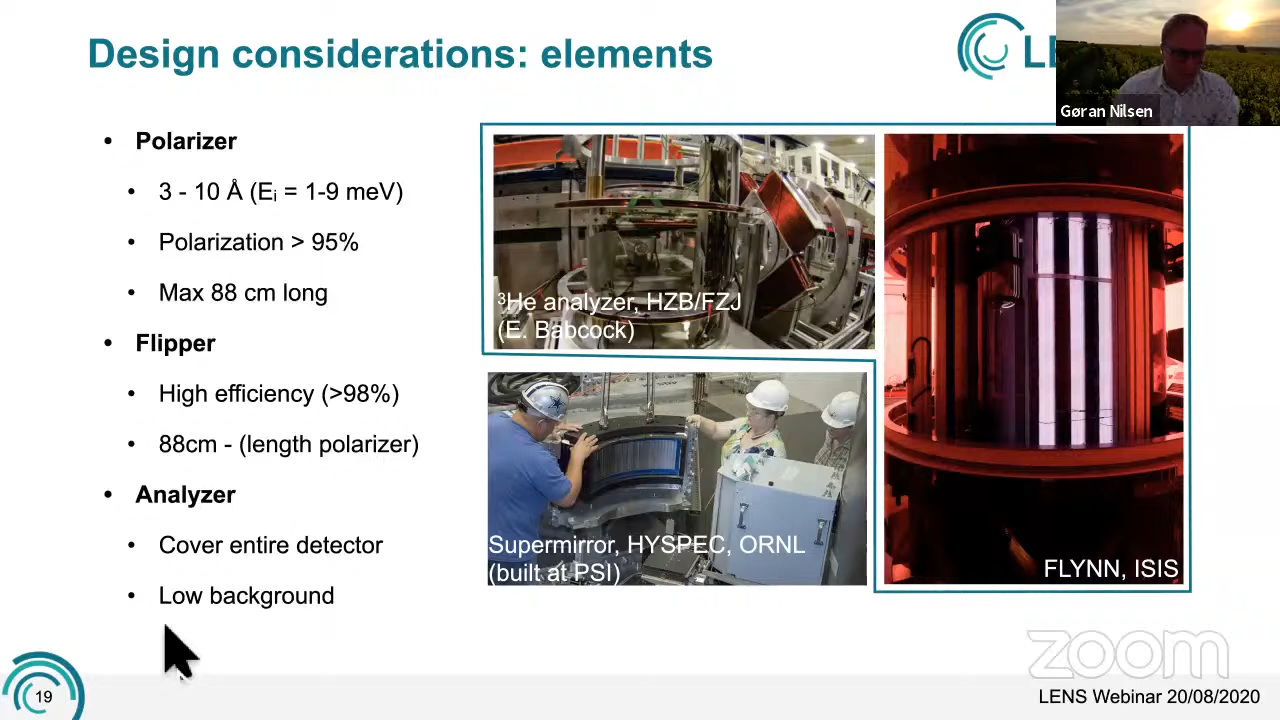 Design considerations: elements
LE
Gøran Nilsen
• Polarizer
• 3 - 10 Å (Eᵢ = 1-9 meV)
• Polarization > 95%
• Max 88 cm long
• Flipper
• High efficiency (>98%)
• 88cm - (length polarizer)
• Analyzer
• Cover entire detector
• Low background
³He analyzer, HZB/FZJ
(E. Babcock)
Supermirror, HYSPEC, ORNL
(built at PSI)
FLYNN, ISIS
zoom
19
LENS Webinar 20/08/2020